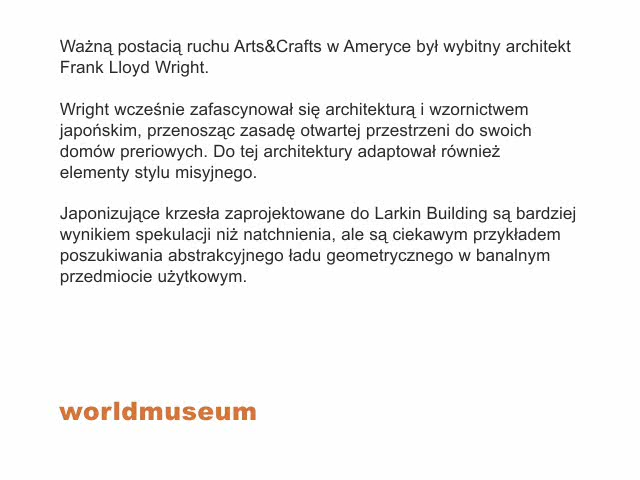 Ważną postacią ruchu Arts&Crafts w Ameryce był wybitny architekt
Frank Lloyd Wright.
Wright wcześnie zafascynował się architekturą i wzornictwem
japońskim, przenosząc zasadę otwartej przestrzeni do swoich
domów preriowych. Do tej architektury adaptował również
elementy stylu misyjnego.
Japonizujące krzesła zaprojektowane do Larkin Building są bardziej
wynikiem spekulacji niż natchnienia, ale są ciekawym przykładem
poszukiwania abstrakcyjnego ładu geometrycznego w banalnym
przedmiocie użytkowym.
worldmuseum